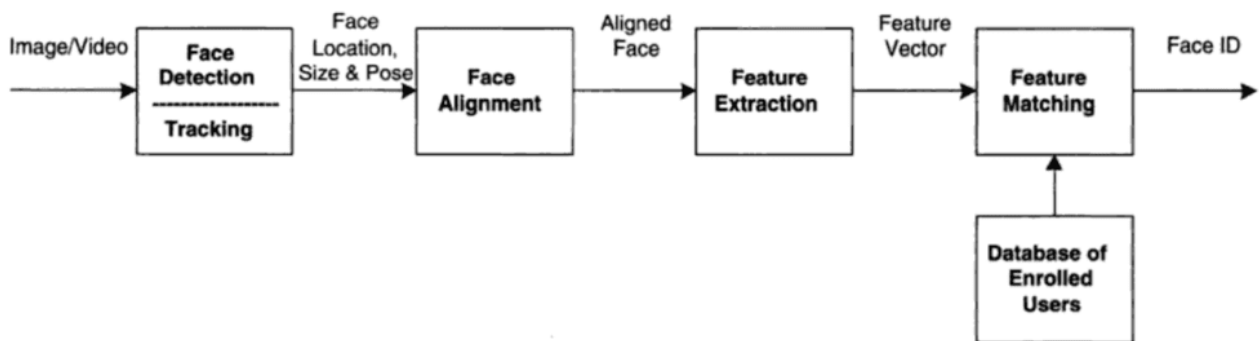 Image/Video
Face
Detection
Tracking
Face
Location,
Size & Pose
Face
Alignment
Aligned
Face
Feature
Extraction
Feature
Vector
Feature
Matching
Face ID
Database of
Enrolled
Users